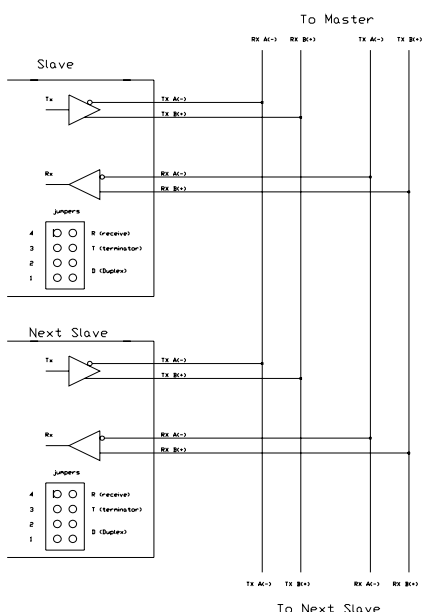 To Master
RX A(-) RX B(+) TX A(-) TX B(+)
Slave
Tx
TX A(-)
TX B(+)
Rx
RX A(-)
RX B(+)
jumpers
4 R (receive)
3 T (terminator)
2
D (Duplex)
1
Next Slave
Tx
TX A(-)
TX B(+)
Rx
RX A(-)
RX B(+)
jumpers
4 R (receive)
3 T (terminator)
2
D (Duplex)
1
TX A(-) TX B(+) RX A(-) RX B(+)
To Next Slave